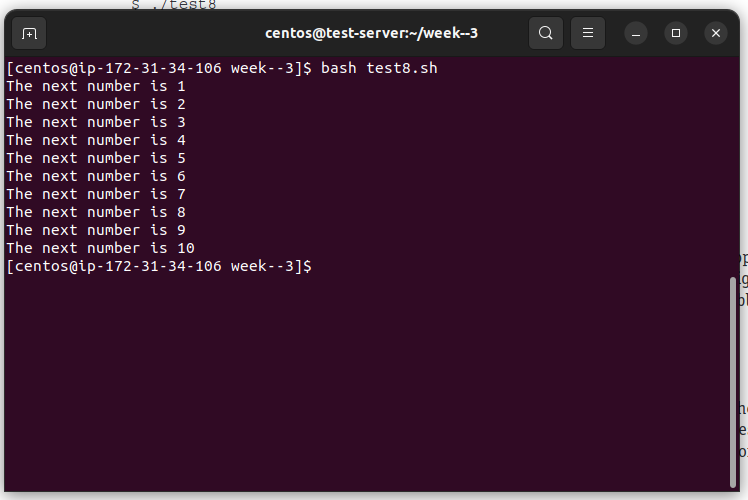 $ ./test8
centos@test-server:~/week--3
[centos@ip-172-31-34-106 week--3]$ bash test8.sh
The next number is 1
The next number is 2
The next number is 3
The next number is 4
The next number is 5
The next number is 6
The next number is 7
The next number is 8
The next number is 9
The next number is 10
[centos@ip-172-31-34-106 week--3]$